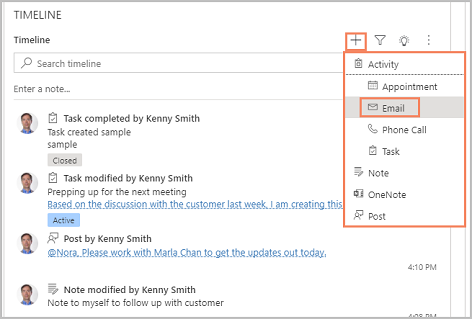 TIMELINE
Timeline
Search timeline
Enter a note...
Activity
Appointment
Email
Phone Call
Task
Note
OneNote
Post
Task completed by Kenny Smith
Task created sample
sample
Closed
Task modified by Kenny Smith
Prepping up for the next meeting
Based on the discussion with the customer last week, I am creating this
Active
Post by Kenny Smith
@Nora, Please work with Marla Chan to get the updates out today.
4:10 PM
Note modified by Kenny Smith
Note to myself to follow up with customer
4:08 PM